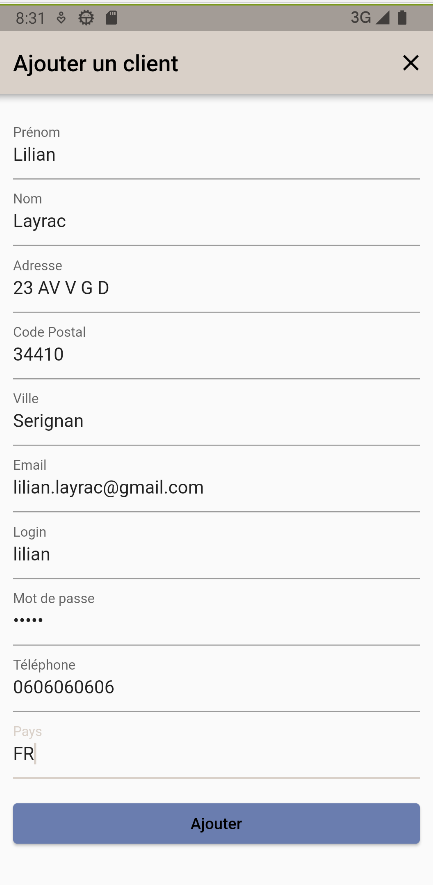 8:31 3G
Ajouter un client
Prénom
Lilian
Nom
Layrac
Adresse
23 AV V G D
Code Postal
34410
Ville
Serignan
Email
lilian.layrac@gmail.com
Login
lilian
Mot de passe
•••••
Téléphone
0606060606
Pays
FR
Ajouter